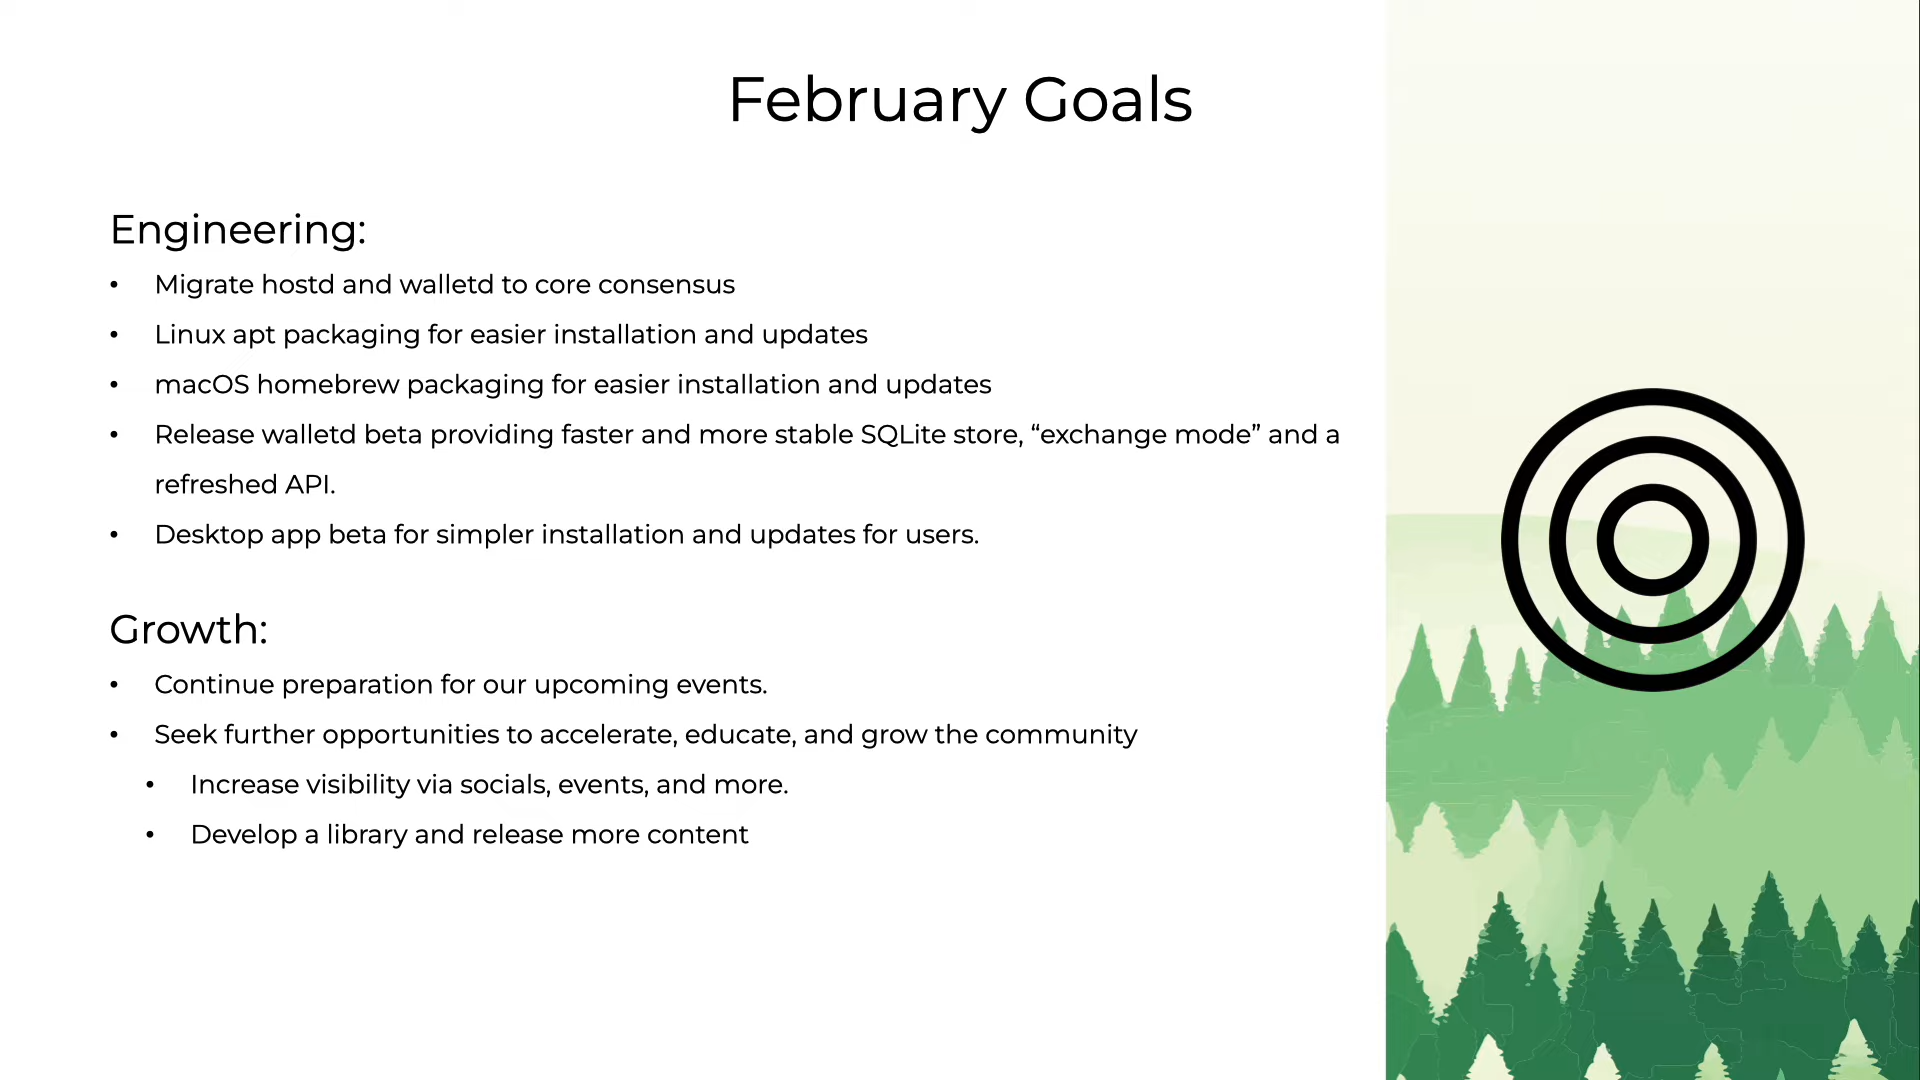 February Goals
Engineering:
• Migrate hostd and walletd to core consensus
• Linux apt packaging for easier installation and updates
• macOS homebrew packaging for easier installation and updates
• Release walletd beta providing faster and more stable SQLite store, “exchange mode” and a
refreshed API.
• Desktop app beta for simpler installation and updates for users.
Growth:
• Continue preparation for our upcoming events.
• Seek further opportunities to accelerate, educate, and grow the community
• Increase visibility via socials, events, and more.
• Develop a library and release more content